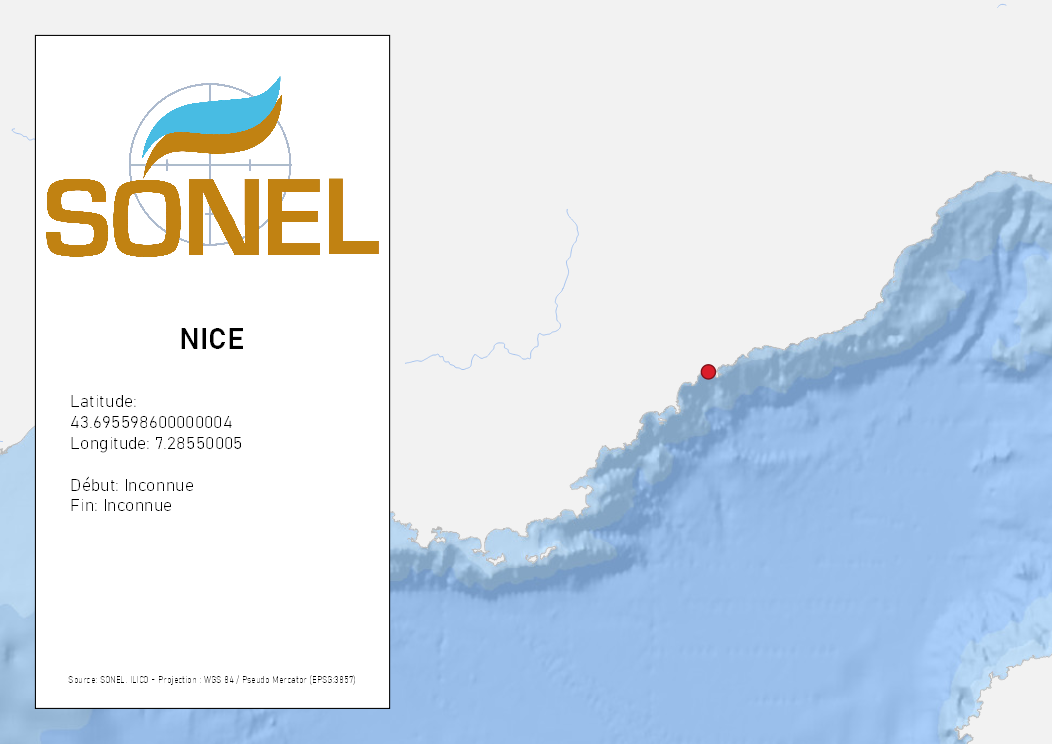 SONEL
NICE
Latitude:
43.695598600000004
Longitude: 7.28550005
Début: Inconnue
Fin: Inconnue
Source: SONEL, ILICO - Projection : WGS 84 / Pseudo Mercator (EPSG:3857)